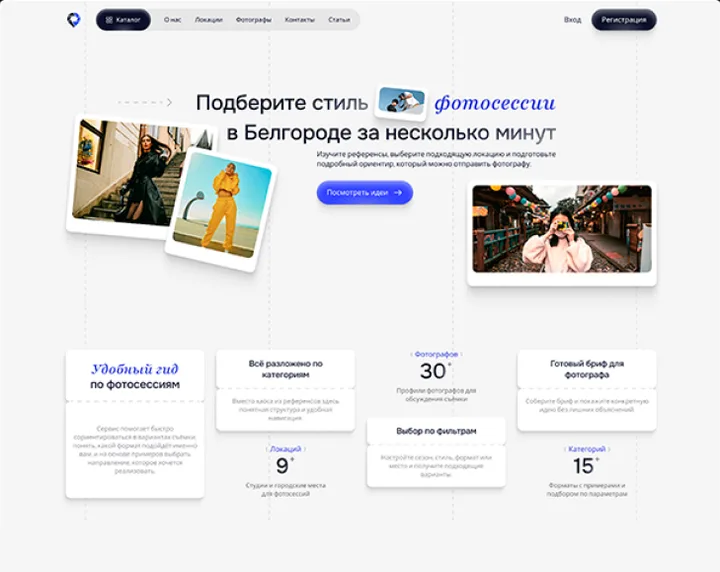 Каталог
О нас
Локации
Фотографы
Контакты
Статьи
Вход
Регистрация
Подберите стиль фотосессии
в Белгороде за несколько минут
Изучите референсы, выберите подходящую локацию и подготовьте
подробный ориентир, который можно отправить фотографу.
Посмотреть идеи
Удобный гид
по фотосессиям
Сервис помогает быстро
сориентироваться в вариантах съёмки,
понять, какой формат подойдёт именно
вам, и на основе примеров выбрать
направление, которое хочется
реализовать.
Всё разложено по
категориям
Вместо хаоса из референсов здесь
понятная структура и удобная
навигация.
Локаций
9+
Студии и городские места
для фотосессий
Фотографов
30+
Профили фотографов для
обсуждения съёмки
Выбор по фильтрам
Настройте сезон, стиль, формат или
место и получите подходящие
варианты.
Готовый бриф для
фотографа
Соберите бриф и покажите конкретную
идею без лишних объяснений.
Категорий
15+
Форматы с примерами и
подбором по параметрам